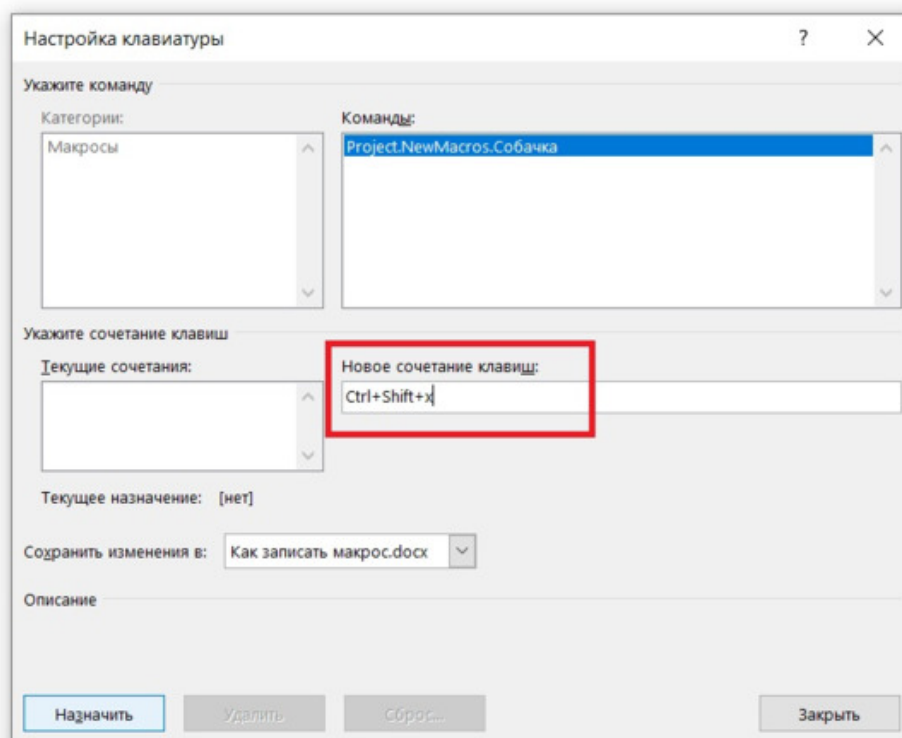 Настройка клавиатуры ?
Укажите команду
Категории: Команды:
Макросы Project.NewMacros.Собачка
Укажите сочетание клавиш
Текущие сочетания: Новое сочетание клавиш:
Ctrl+Shift+x
Текущее назначение: [нет]
Сохранить изменения в: Как записать макрос.docx
Описание
Назначить Удалить Сброс... Закрыть